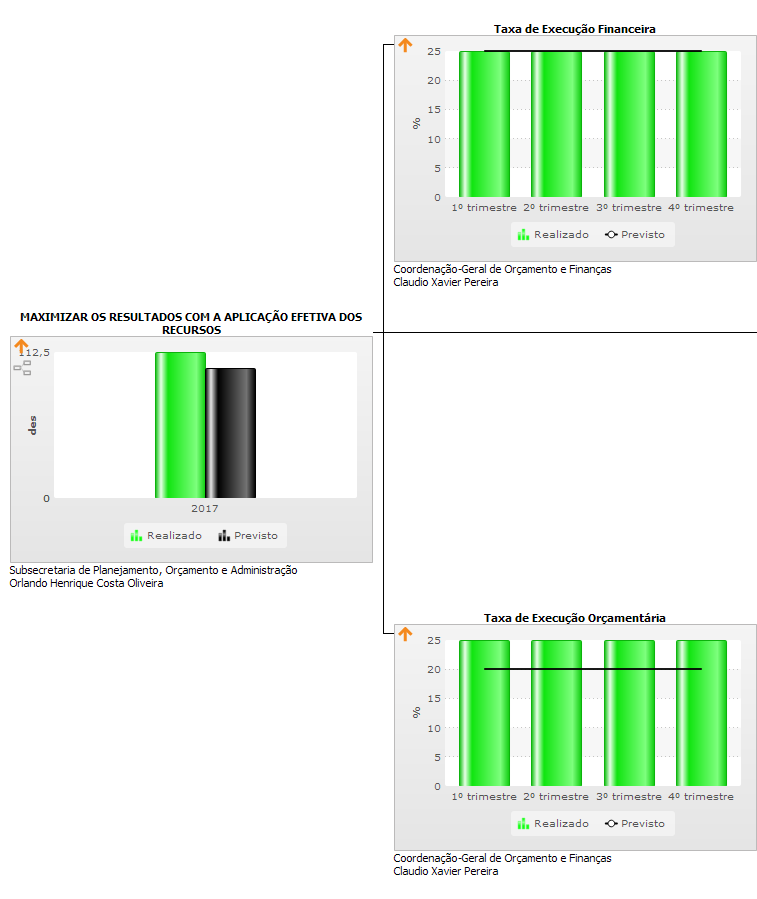 Taxa de Execução Financeira
25
20
15
10
5
0
%
1º trimestre 2º trimestre 3º trimestre 4º trimestre
Realizado Previsto
Coordenação-Geral de Orçamento e Finanças
Claudio Xavier Pereira
MAXIMIZAR OS RESULTADOS COM A APLICAÇÃO EFETIVA DOS
RECURSOS
112,5
des
0
2017
Realizado Previsto
Subsecretaria de Planejamento, Orçamento e Administração
Orlando Henrique Costa Oliveira
Taxa de Execução Orçamentária
25
20
15
10
5
0
%
1º trimestre 2º trimestre 3º trimestre 4º trimestre
Realizado Previsto
Coordenação-Geral de Orçamento e Finanças
Claudio Xavier Pereira